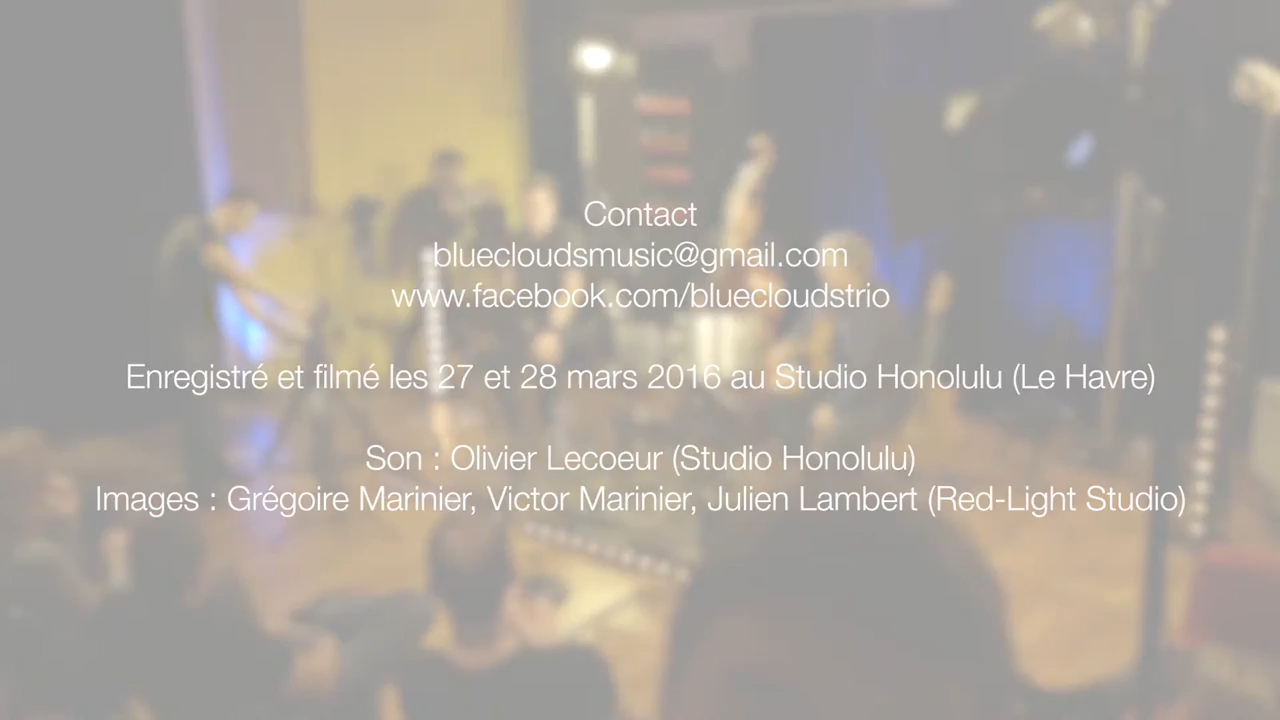 Contact
bluecloudsmusic@gmail.com
www.facebook.com/bluecloudstrio
Enregistré et filmé les 27 et 28 mars 2016 au Studio Honolulu (Le Havre)
Son : Olivier Lecoeur (Studio Honolulu)
Images : Grégoire Marinier, Victor Marinier, Julien Lambert (Red-Light Studio)